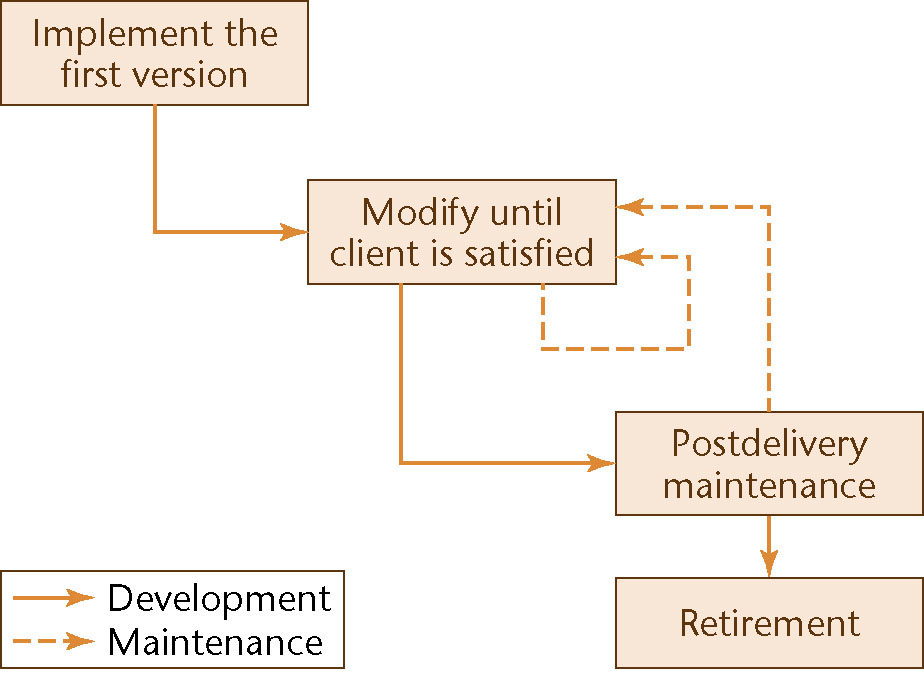 Implement the
first version
Modify until
client is satisfied
Postdelivery
maintenance
Retirement
Development
Maintenance